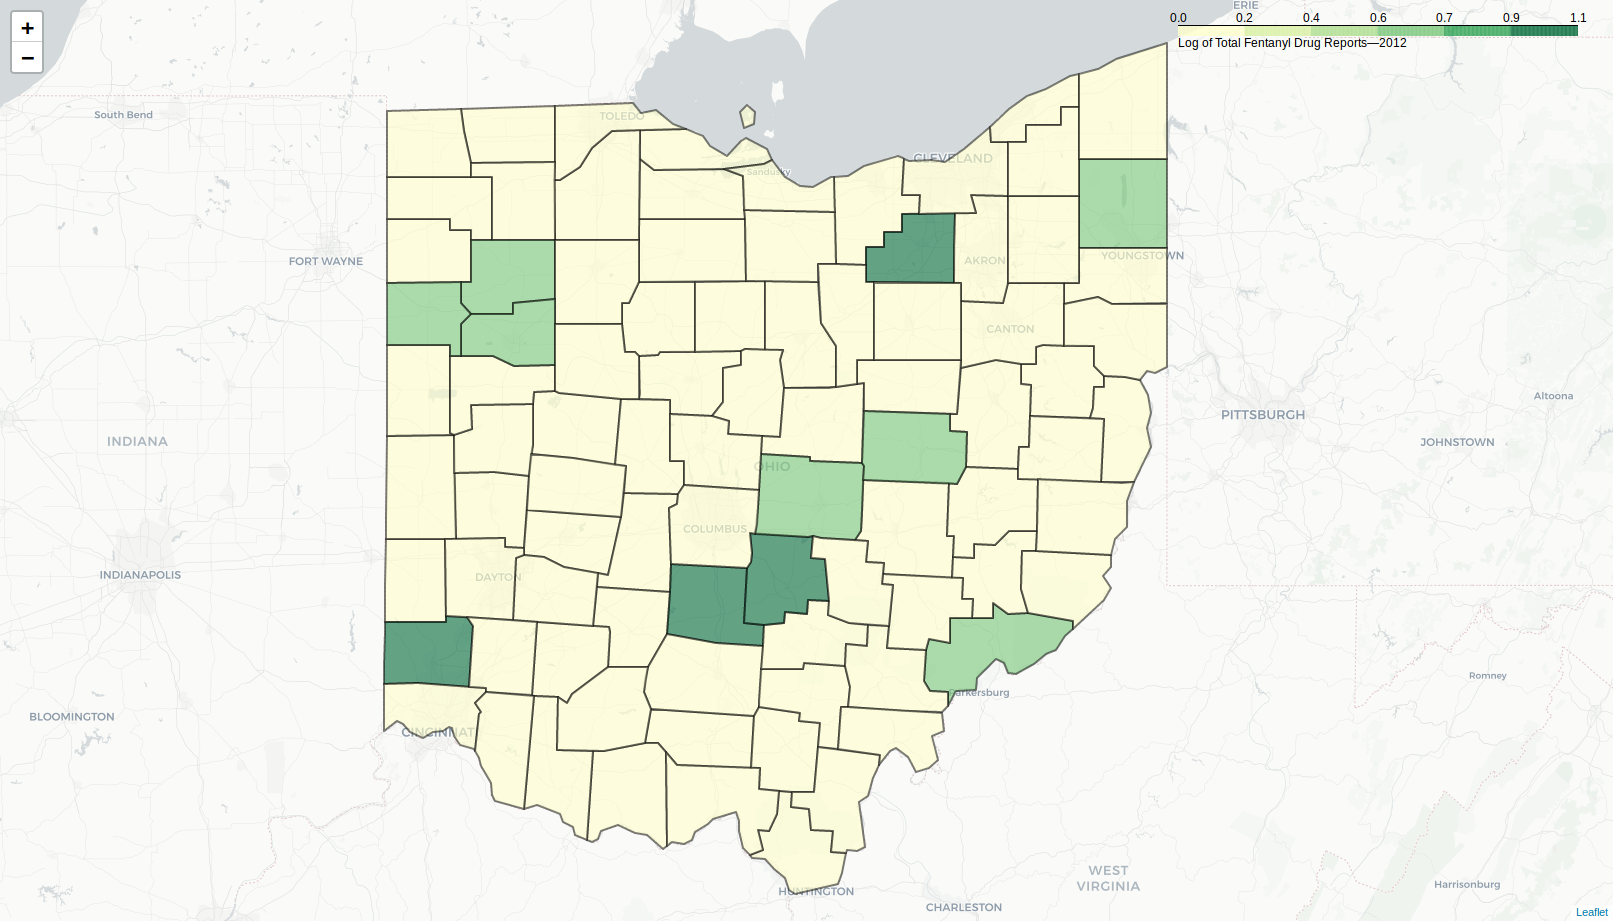 +
−
ERIE
0.0 0.2 0.4 0.6 0.7 0.9 1.1
Log of Total Fentanyl Drug Reports—2012
South Bend
TOLEDO
CLEVELAND
Sandusky
FORT WAYNE
AKRON
YOUNGSTOWN
CANTON
Altoona
PITTSBURGH
INDIANA
JOHNSTOWN
OHIO
COLUMBUS
INDIANAPOLIS
DAYTON
Romney
arkersburg
BLOOMINGTON
CINCINNAT
WEST
VIRGINIA
Harrisonburg
HUNTINGTON
CHARLESTON
Leaflet